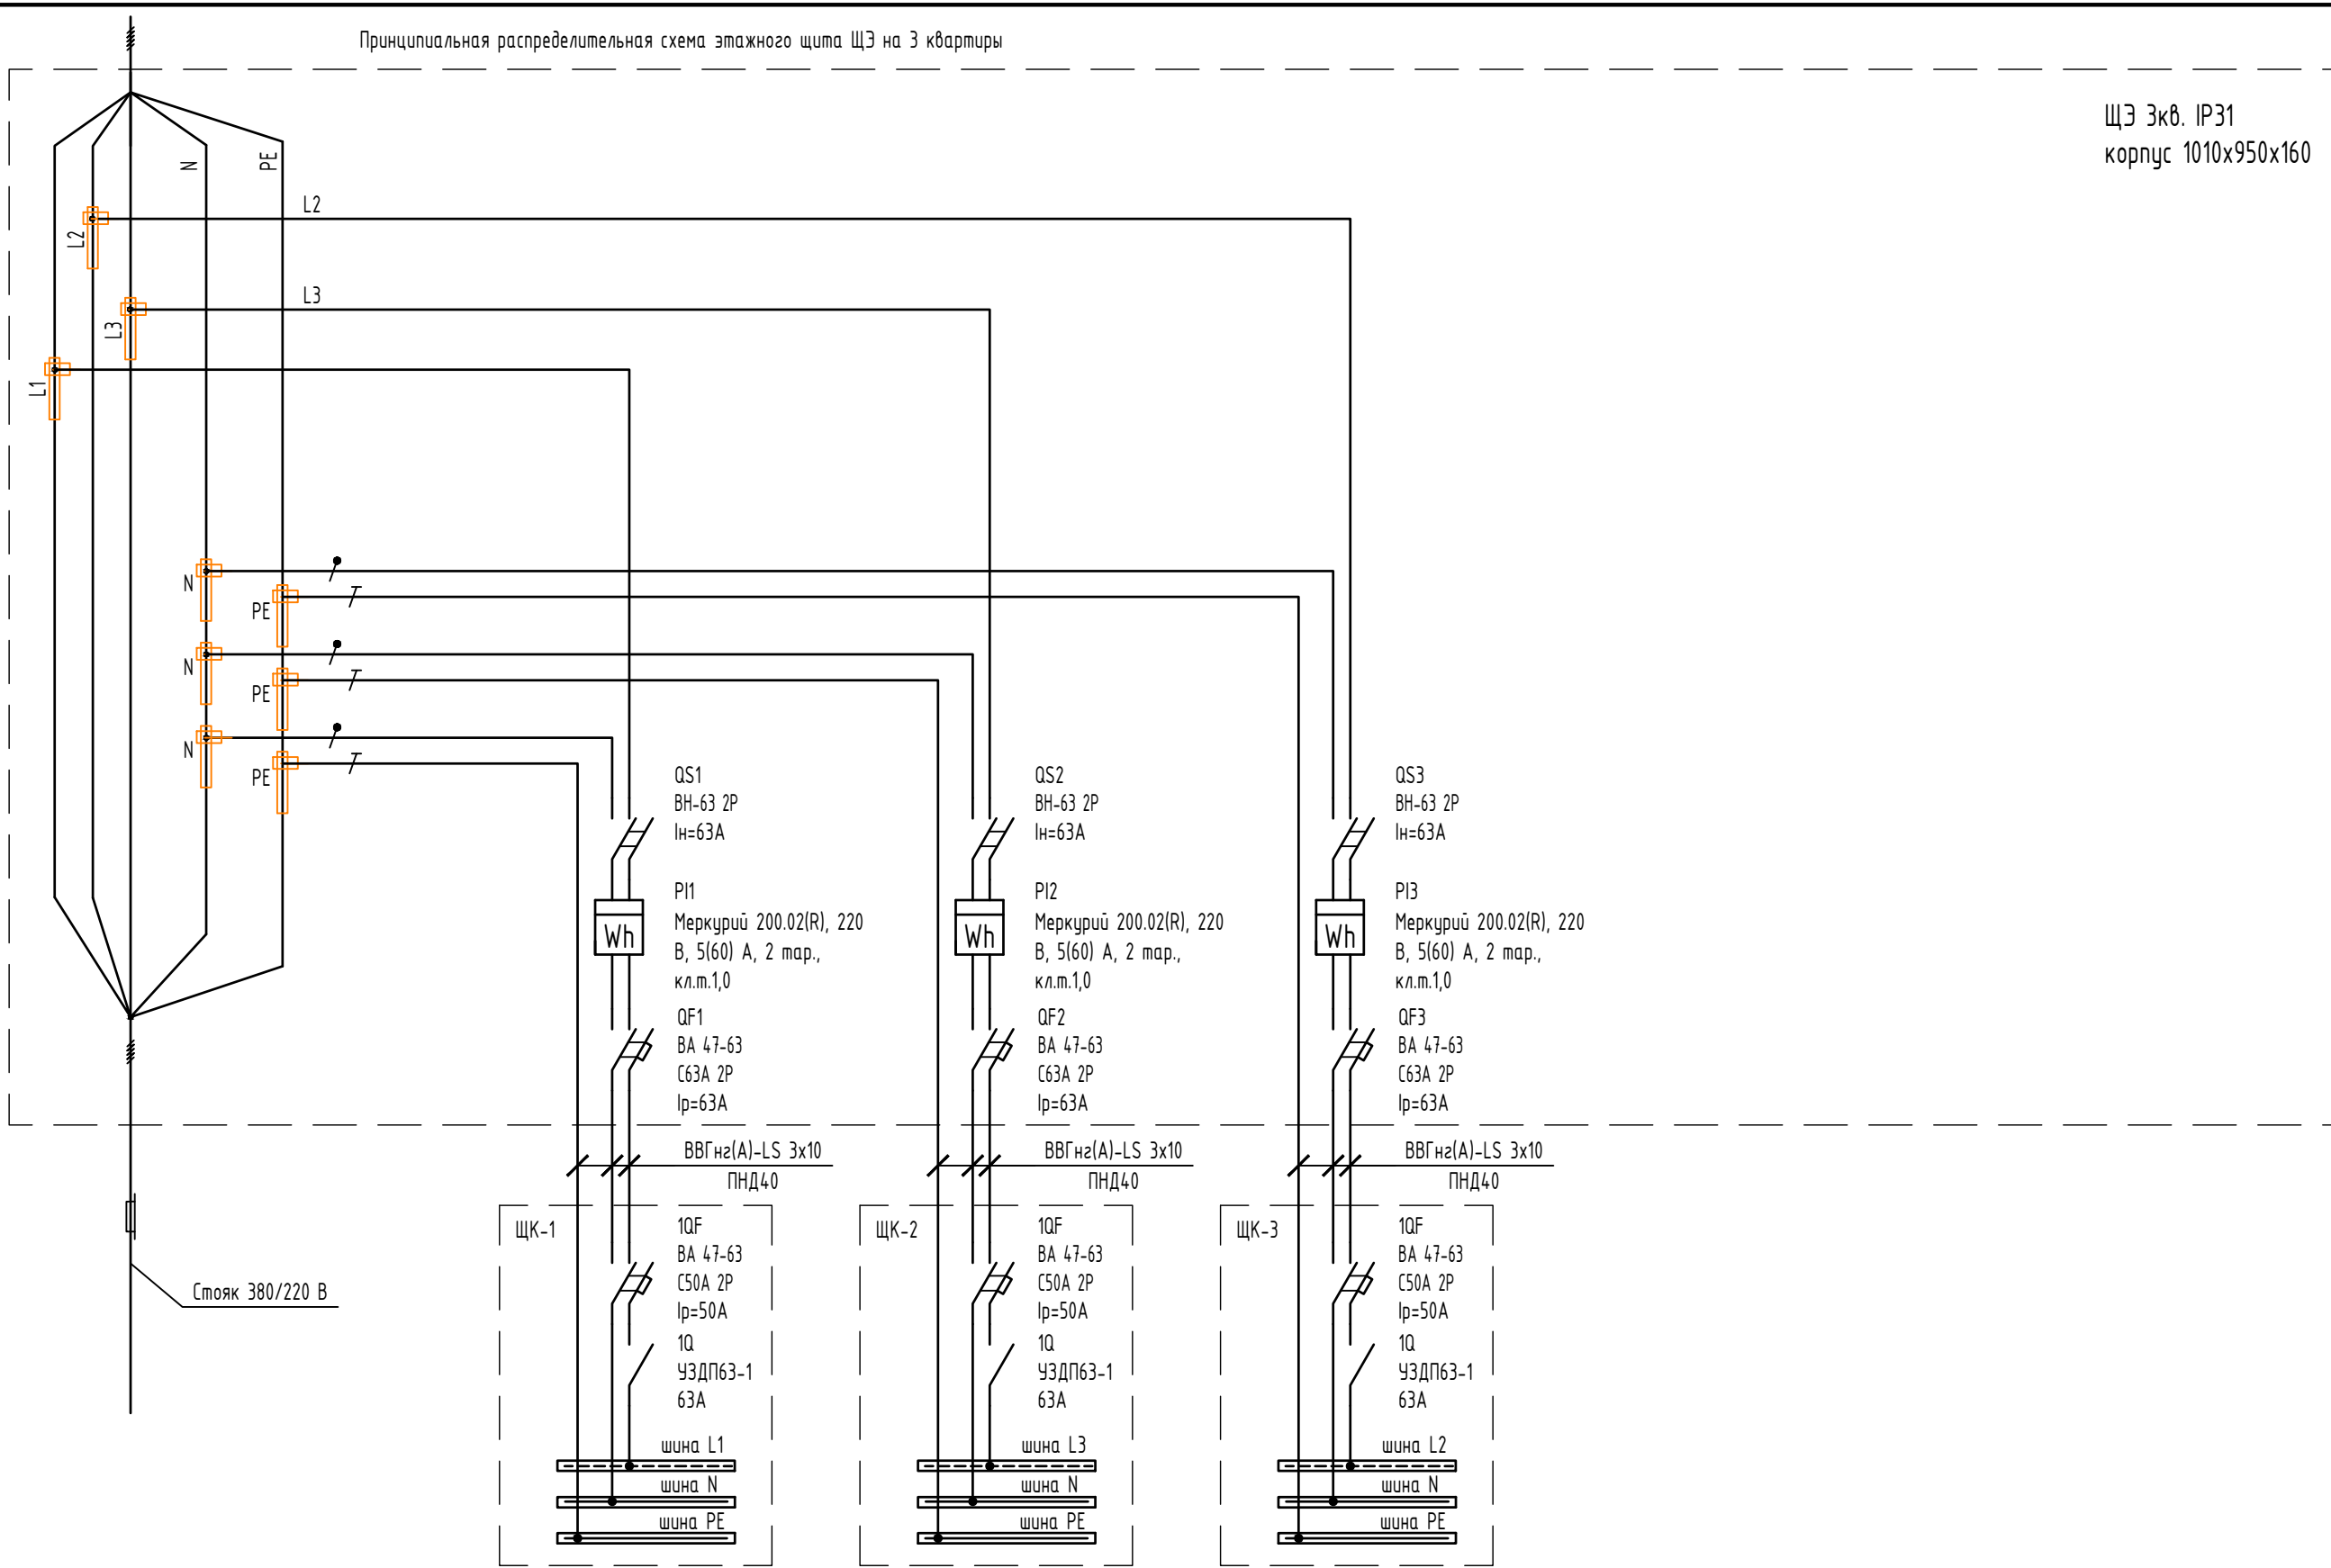 Принципиальная распределительная схема этажного щита ЩЭ на 3 квартиры
ЩЭ 3кв. IP31
корпус 1010х950х160
N
PE
L2
L2
L3
L3
L1
N
PE
N
PE
N
PE
QS1
ВН-63 2Р
Iн=63А
PI1
Меркурий 200.02(R), 220
В, 5(60) А, 2 тар.,
кл.т.1,0
QF1
ВА 47-63
С63А 2Р
Iр=63А
QS2
ВН-63 2Р
Iн=63А
PI2
Меркурий 200.02(R), 220
В, 5(60) А, 2 тар.,
кл.т.1,0
QF2
ВА 47-63
С63А 2Р
Iр=63А
QS3
ВН-63 2Р
Iн=63А
PI3
Меркурий 200.02(R), 220
В, 5(60) А, 2 тар.,
кл.т.1,0
QF3
ВА 47-63
С63А 2Р
Iр=63А
Wh
Wh
Wh
ВВГнг(А)-LS 3х10
ПНД40
ВВГнг(А)-LS 3х10
ПНД40
ВВГнг(А)-LS 3х10
ПНД40
Стояк 380/220 В
ЩК-1
1QF
ВА 47-63
С50А 2Р
Iр=50А
1Q
УЗДП63-1
63А
шина L1
шина N
шина PE
ЩК-2
1QF
ВА 47-63
С50А 2Р
Iр=50А
1Q
УЗДП63-1
63А
шина L3
шина N
шина PE
ЩК-3
1QF
ВА 47-63
С50А 2Р
Iр=50А
1Q
УЗДП63-1
63А
шина L2
шина N
шина PE